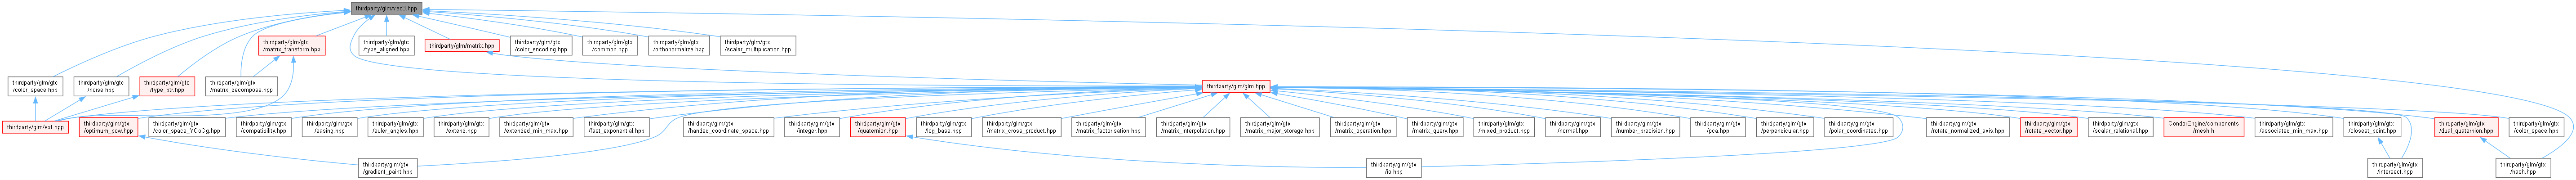 thirdparty/glm/vec3.hpp
thirdparty/glm/gtc
/matrix_transform.hpp
thirdparty/glm/gtc
/type_aligned.hpp
thirdparty/glm/matrix.hpp
thirdparty/glm/gtx
/color_encoding.hpp
thirdparty/glm/gtx
/common.hpp
thirdparty/glm/gtx
/orthonormalize.hpp
thirdparty/glm/gtx
/scalar_multiplication.hpp
thirdparty/glm/gtc
/color_space.hpp
thirdparty/glm/gtc
/noise.hpp
thirdparty/glm/gtc
/type_ptr.hpp
thirdparty/glm/gtx
/matrix_decompose.hpp
thirdparty/glm/glm.hpp
thirdparty/glm/ext.hpp
thirdparty/glm/gtx
/optimum_pow.hpp
thirdparty/glm/gtx
/color_space_YCoCg.hpp
thirdparty/glm/gtx
/compatibility.hpp
thirdparty/glm/gtx
/easing.hpp
thirdparty/glm/gtx
/euler_angles.hpp
thirdparty/glm/gtx
/extend.hpp
thirdparty/glm/gtx
/extended_min_max.hpp
thirdparty/glm/gtx
/fast_exponential.hpp
thirdparty/glm/gtx
/handed_coordinate_space.hpp
thirdparty/glm/gtx
/integer.hpp
thirdparty/glm/gtx
/quaternion.hpp
thirdparty/glm/gtx
/log_base.hpp
thirdparty/glm/gtx
/matrix_cross_product.hpp
thirdparty/glm/gtx
/matrix_factorisation.hpp
thirdparty/glm/gtx
/matrix_interpolation.hpp
thirdparty/glm/gtx
/matrix_major_storage.hpp
thirdparty/glm/gtx
/matrix_operation.hpp
thirdparty/glm/gtx
/matrix_query.hpp
thirdparty/glm/gtx
/mixed_product.hpp
thirdparty/glm/gtx
/normal.hpp
thirdparty/glm/gtx
/number_precision.hpp
thirdparty/glm/gtx
/pca.hpp
thirdparty/glm/gtx
/perpendicular.hpp
thirdparty/glm/gtx
/polar_coordinates.hpp
thirdparty/glm/gtx
/rotate_normalized_axis.hpp
thirdparty/glm/gtx
/rotate_vector.hpp
thirdparty/glm/gtx
/scalar_relational.hpp
CondorEngine/components
/mesh.h
thirdparty/glm/gtx
/associated_min_max.hpp
thirdparty/glm/gtx
/closest_point.hpp
thirdparty/glm/gtx
/dual_quaternion.hpp
thirdparty/glm/gtx
/color_space.hpp
thirdparty/glm/gtx
/gradient_paint.hpp
thirdparty/glm/gtx
/io.hpp
thirdparty/glm/gtx
/intersect.hpp
thirdparty/glm/gtx
/hash.hpp